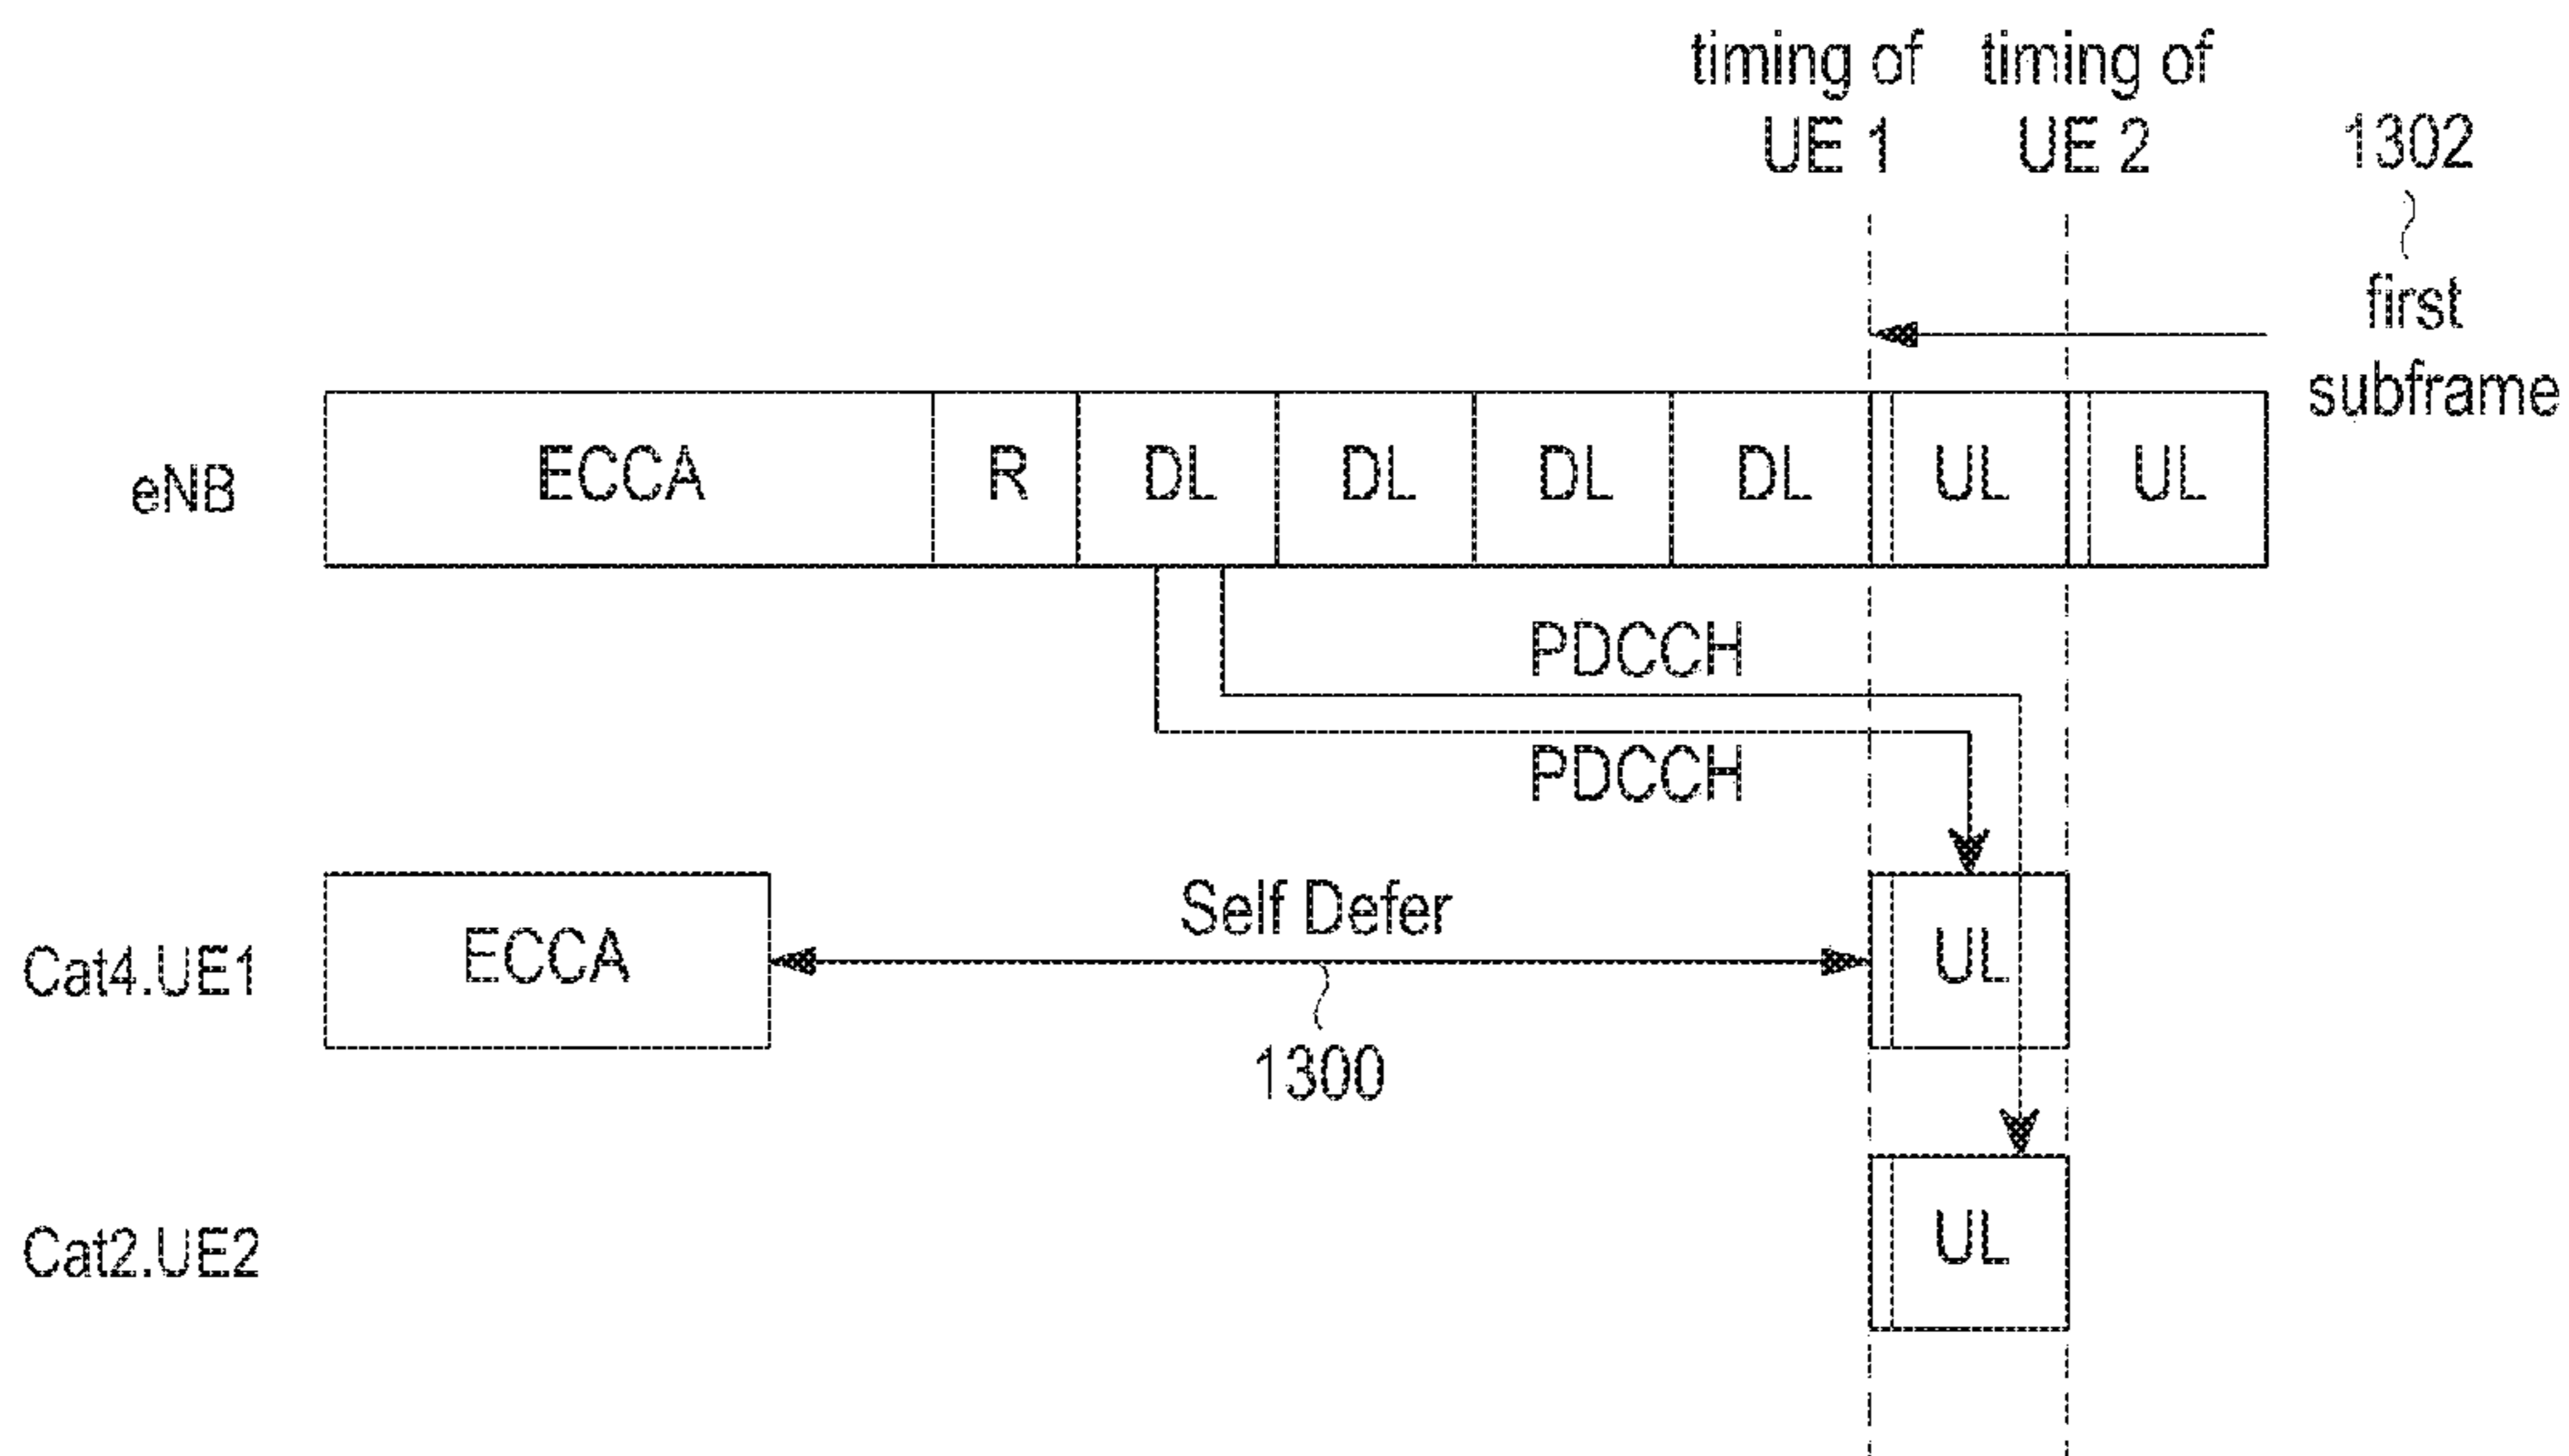 timing of timing of
UE 1 UE 2 1302
first
subframe
eNB ECCA R DL DL DL DL UL UL
PDCCH
PDCCH
Cat4.UE1 ECCA Self Defer UL
1300
Cat2.UE2 UL